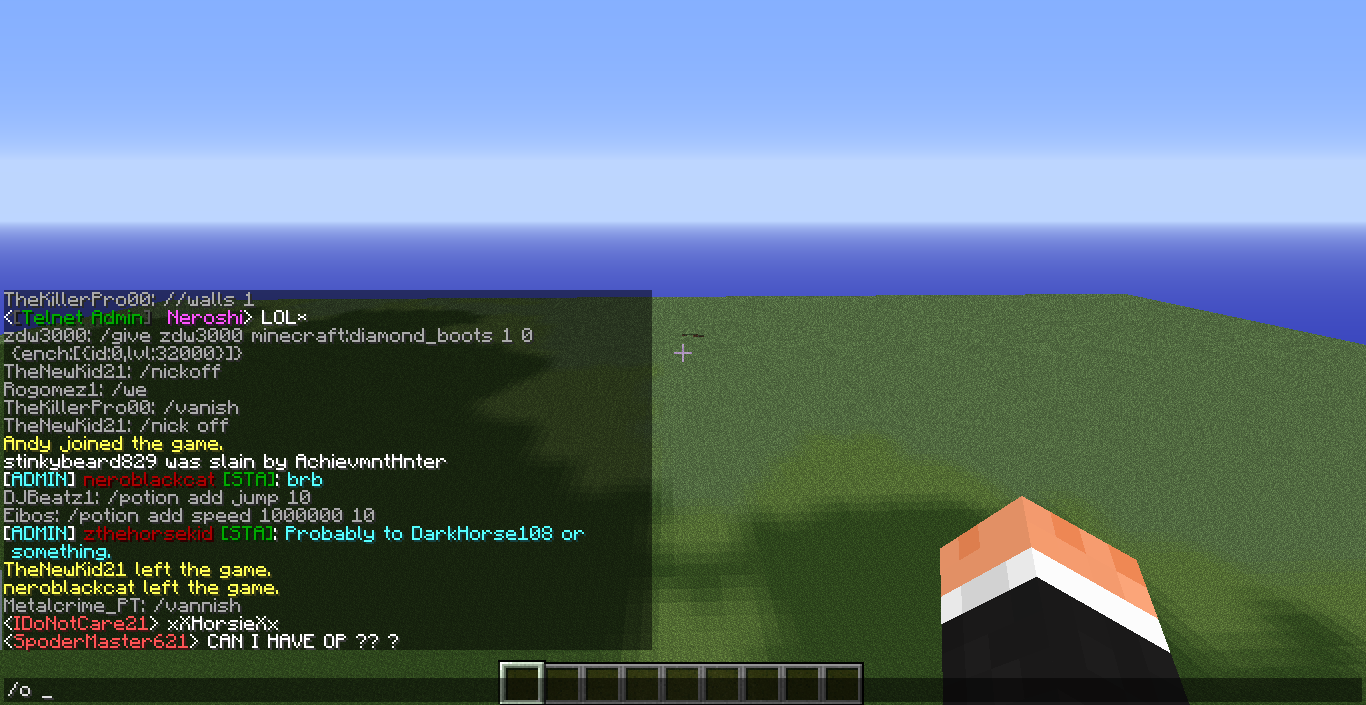 TheKillerPro00: //walls 1
<[Telnet Admin] Neroshi> LOL*
zdw3000: /give zdw3000 minecraft:diamond_boots 1 0
{ench:[{id:0,lvl:32000}]}
TheNewKid21: /nickoff
Rogomez1: /we
TheKillerPro00: /vanish
TheNewKid21: /nick off
Andy joined the game.
stinkybeard829 was slain by AchievmntHnter
[ADMIN] neroblackcat [STA]: brb
DJBeatz1: /potion add jump 10
Eibos: /potion add speed 1000000 10
[ADMIN] zthehorsekid [STA]: Probably to DarkHorse108 or
something.
TheNewKid21 left the game.
neroblackcat left the game.
Metalcrime_PT: /vannish
<IDoNotCare21> xXHorsieXx
<SpoderMaster621> CAN I HAVE OP ?? ?
/o _